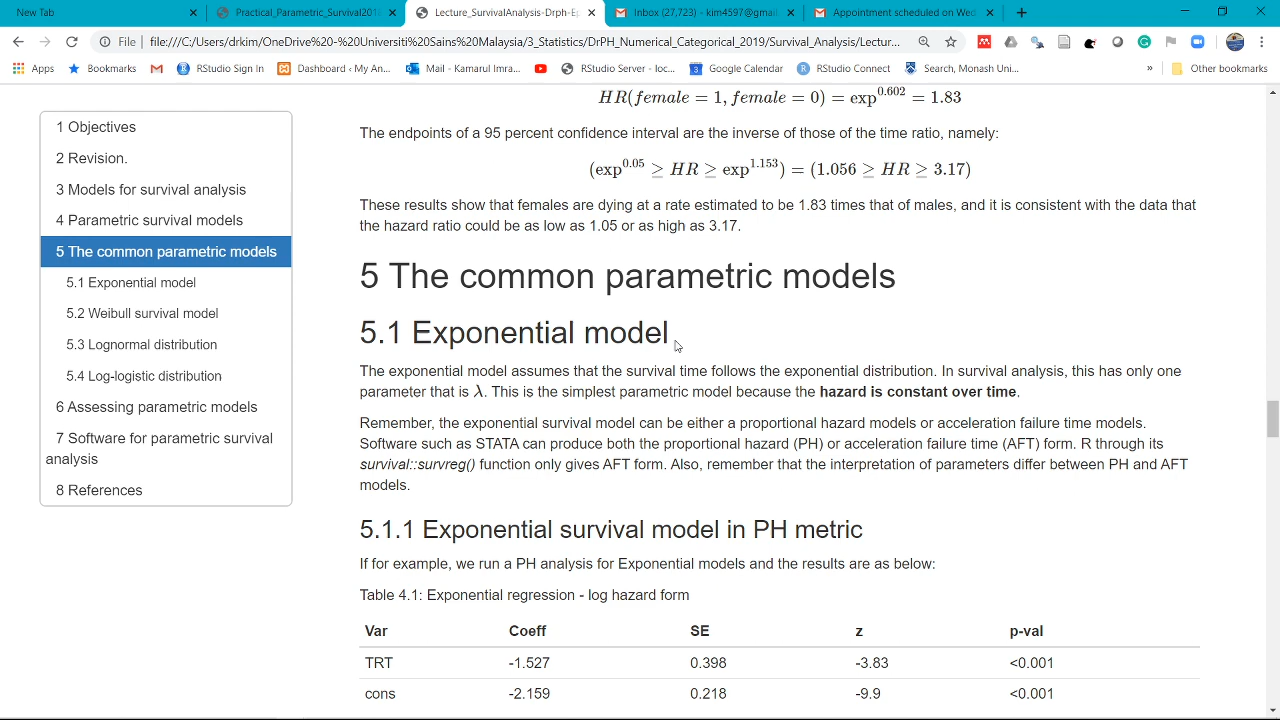 New Tab
Practical_Parametric_Survival201
Lecture_SurvivalAnalysis-Drph-Ep
Inbox (27,723) - kim4597@gmail
Appointment scheduled on Wed
File | file:///C:/Users/drkim/OneDrive%20-%20Universiti%20Sains%20Malaysia/3_Statistics/DrPH_Numerical_Categorical_2019/Survival_Analysis/Lectur...
Apps
Bookmarks
RStudio Sign In
Dashboard ‹ My An...
Mail - Kamarul Imra...
RStudio Server - loc...
Google Calendar
RStudio Connect
Search, Monash Uni...
»
Other bookmarks
1 Objectives
2 Revision.
3 Models for survival analysis
4 Parametric survival models
5 The common parametric models
5.1 Exponential model
5.2 Weibull survival model
5.3 Lognormal distribution
5.4 Log-logistic distribution
6 Assessing parametric models
7 Software for parametric survival
analysis
8 References
HR(female = 1, female = 0) = exp^0.602 = 1.83
The endpoints of a 95 percent confidence interval are the inverse of those of the time ratio, namely:
(exp^0.05 ≥ HR ≥ exp^1.153) = (1.056 ≥ HR ≥ 3.17)
These results show that females are dying at a rate estimated to be 1.83 times that of males, and it is consistent with the data that
the hazard ratio could be as low as 1.05 or as high as 3.17.
5 The common parametric models
5.1 Exponential model
The exponential model assumes that the survival time follows the exponential distribution. In survival analysis, this has only one
parameter that is λ. This is the simplest parametric model because the hazard is constant over time.
Remember, the exponential survival model can be either a proportional hazard models or acceleration failure time models.
Software such as STATA can produce both the proportional hazard (PH) or acceleration failure time (AFT) form. R through its
survival::survreg() function only gives AFT form. Also, remember that the interpretation of parameters differ between PH and AFT
models.
5.1.1 Exponential survival model in PH metric
If for example, we run a PH analysis for Exponential models and the results are as below:
Table 4.1: Exponential regression - log hazard form
Var Coeff SE z p-val
TRT -1.527 0.398 -3.83 <0.001
cons -2.159 0.218 -9.9 <0.001